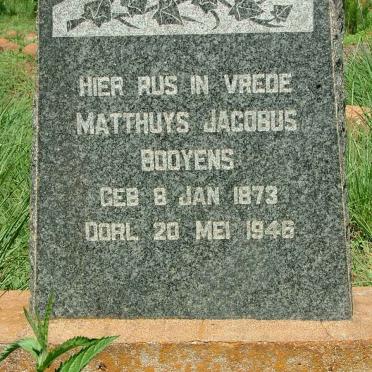 HIER RUS IN VREDE
MATTHUYS JACOBUS
BOOYENS
GEB 8 JAN 1873
OORL 20 MEI 1946